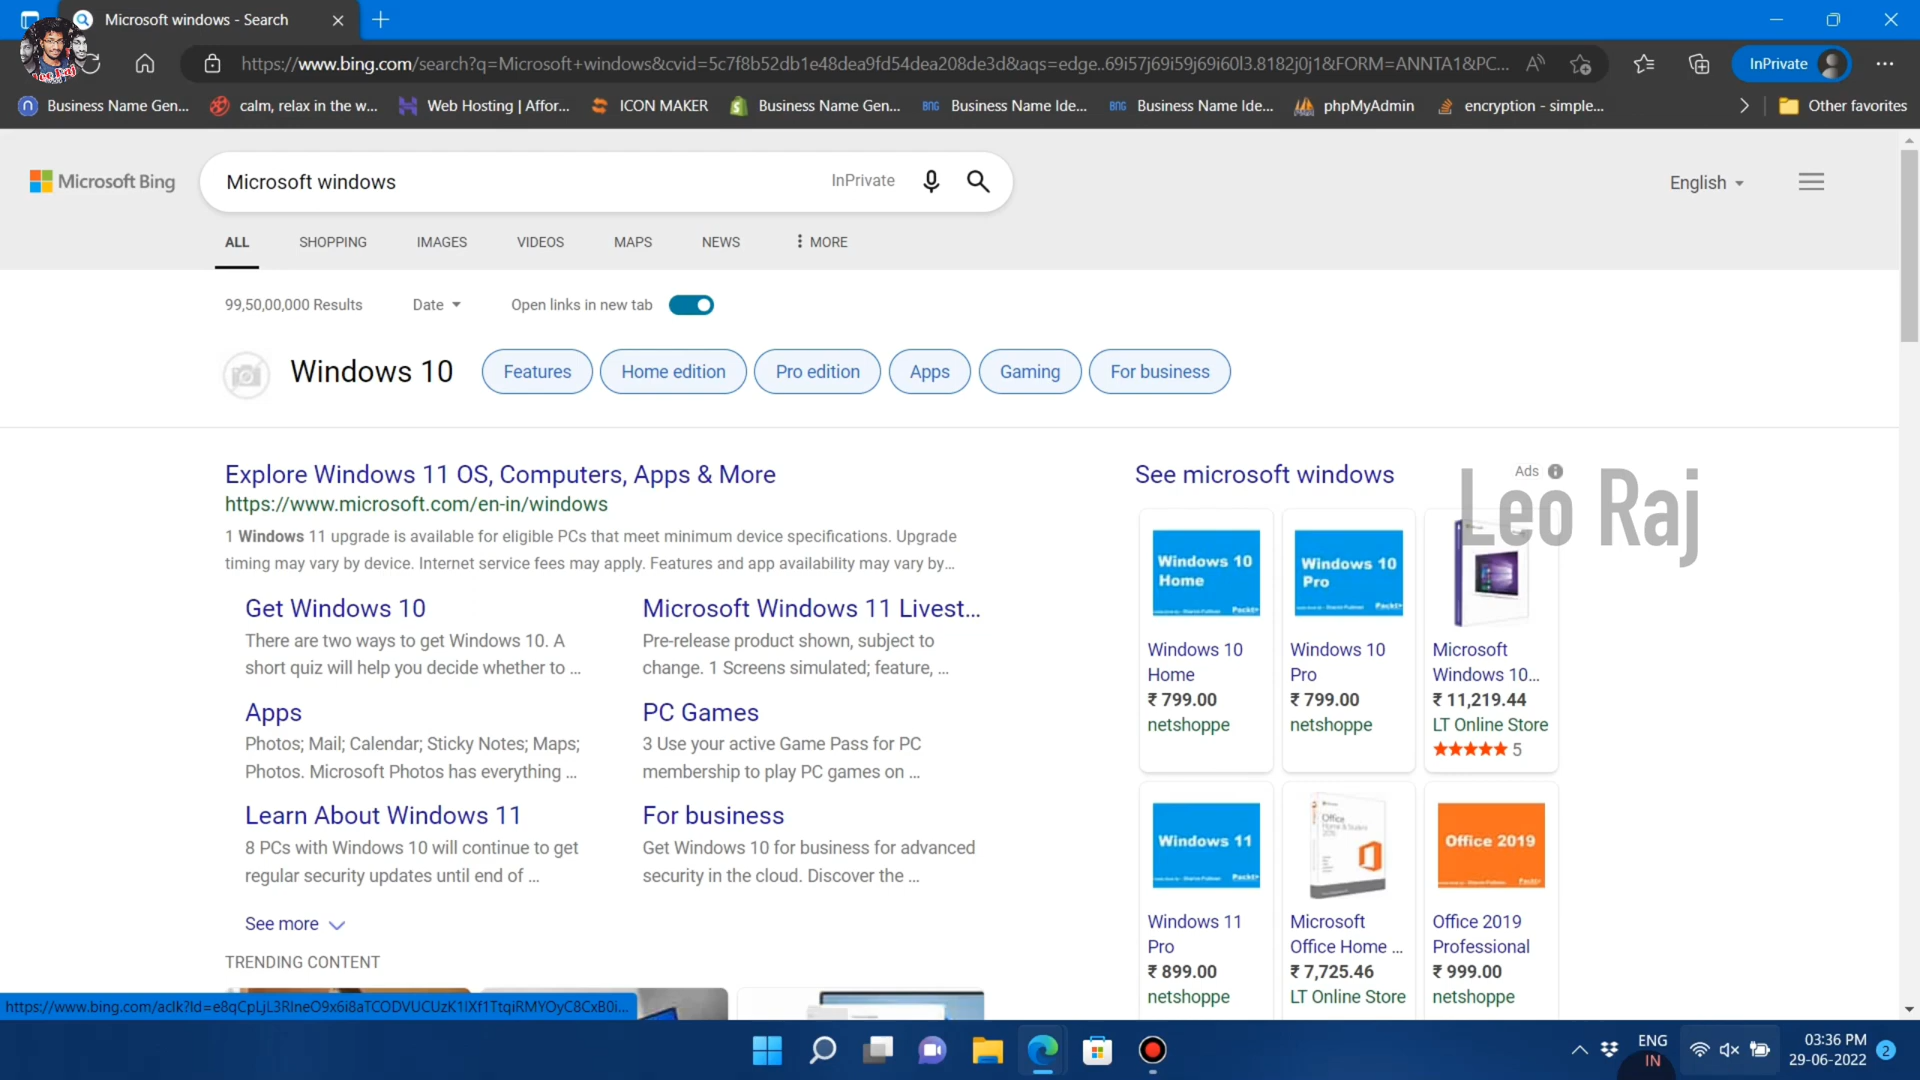 Microsoft windows - Search
Leo Raj
https://www.bing.com/search?q=Microsoft+windows&cvid=5c7f8b52db1e48dea9fd54dea208de3d&aqs=edge..69i57j69i59j69i60l3.8182j0j1&FORM=ANNTA1&PC...
InPrivate
Business Name Gen...
calm, relax in the w...
Web Hosting | Affor...
ICON MAKER
Business Name Gen...
BNG Business Name Ide...
BNG Business Name Ide...
phpMyAdmin
encryption - simple...
Other favorites
Microsoft Bing
Microsoft windows
InPrivate
English
ALL
SHOPPING
IMAGES
VIDEOS
MAPS
NEWS
MORE
99,50,00,000 Results
Date
Open links in new tab
Windows 10
Features
Home edition
Pro edition
Apps
Gaming
For business
Explore Windows 11 OS, Computers, Apps & More
https://www.microsoft.com/en-in/windows
1 Windows 11 upgrade is available for eligible PCs that meet minimum device specifications. Upgrade
timing may vary by device. Internet service fees may apply. Features and app availability may vary by...
Get Windows 10
There are two ways to get Windows 10. A
short quiz will help you decide whether to ...
Microsoft Windows 11 Livest...
Pre-release product shown, subject to
change. 1 Screens simulated; feature, ...
Apps
Photos; Mail; Calendar; Sticky Notes; Maps;
Photos. Microsoft Photos has everything ...
PC Games
3 Use your active Game Pass for PC
membership to play PC games on ...
Learn About Windows 11
8 PCs with Windows 10 will continue to get
regular security updates until end of ...
For business
Get Windows 10 for business for advanced
security in the cloud. Discover the ...
See more
TRENDING CONTENT
See microsoft windows
Ads
Leo Raj
Windows 10
Home
Packt>
Windows 10
Home
₹ 799.00
netshoppe
Windows 10
Pro
Packt>
Windows 10
Pro
₹ 799.00
netshoppe
Microsoft
Windows 10...
₹ 11,219.44
LT Online Store
5
Windows 11
Packt>
Windows 11
Pro
₹ 899.00
netshoppe
Office
Home & Student
Microsoft
Office Home ...
₹ 7,725.46
LT Online Store
Office 2019
Packt>
Office 2019
Professional
₹ 999.00
netshoppe
ENG
IN
03:36 PM
29-06-2022
2